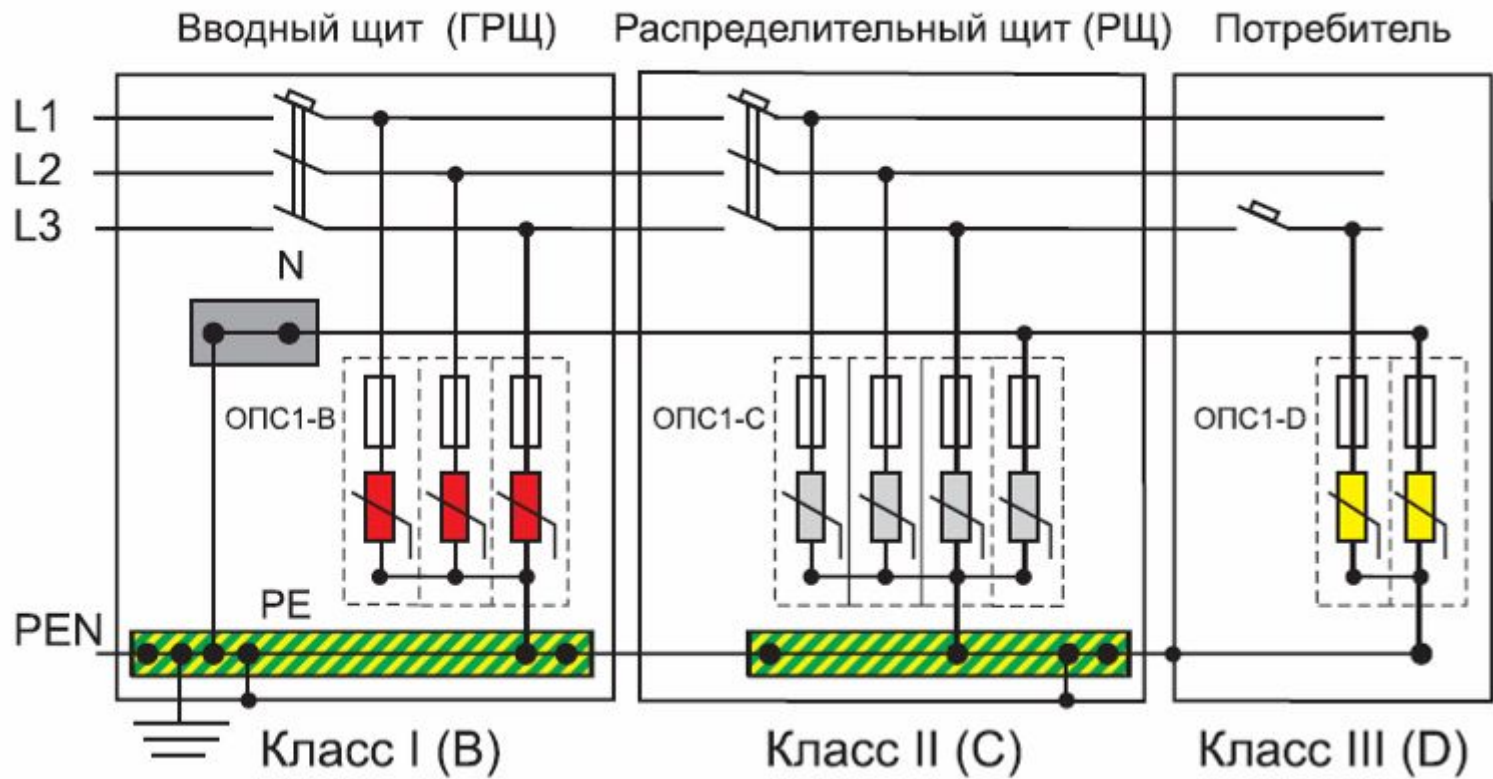 Вводный щит (ГРЩ)
Распределительный щит (РЩ)
Потребитель
L1
L2
L3
N
ОПС1-В
ОПС1-С
ОПС1-D
PE
PEN
Класс I (B)
Класс II (C)
Класс III (D)